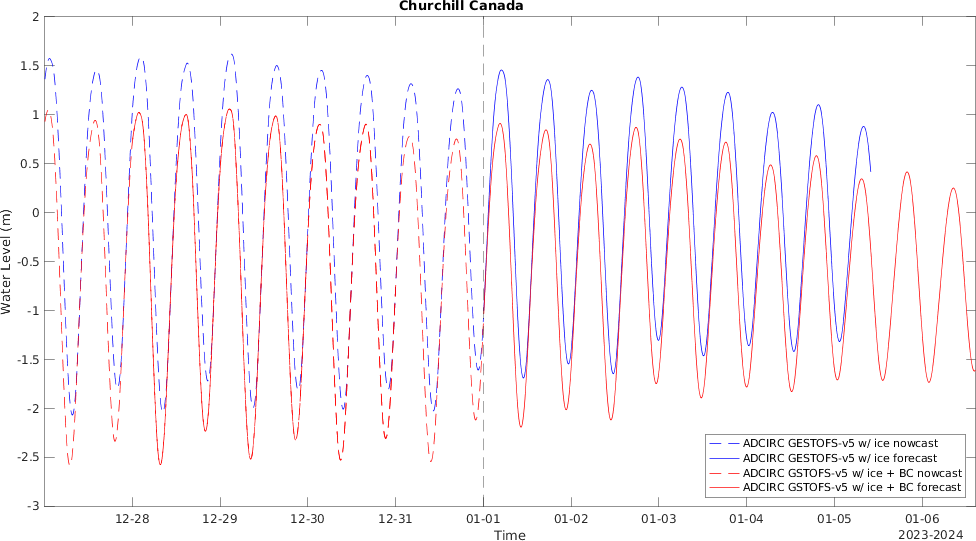 Churchill Canada
2
1.5
1
0.5
0
-0.5
-1
-1.5
-2
-2.5
-3
Water Level (m)
ADCIRC GESTOFS-v5 w/ ice nowcast
ADCIRC GESTOFS-v5 w/ ice forecast
ADCIRC GSTOFS-v5 w/ ice + BC nowcast
ADCIRC GSTOFS-v5 w/ ice + BC forecast
12-28 12-29 12-30 12-31 01-01 01-02 01-03 01-04 01-05 01-06
Time
2023-2024